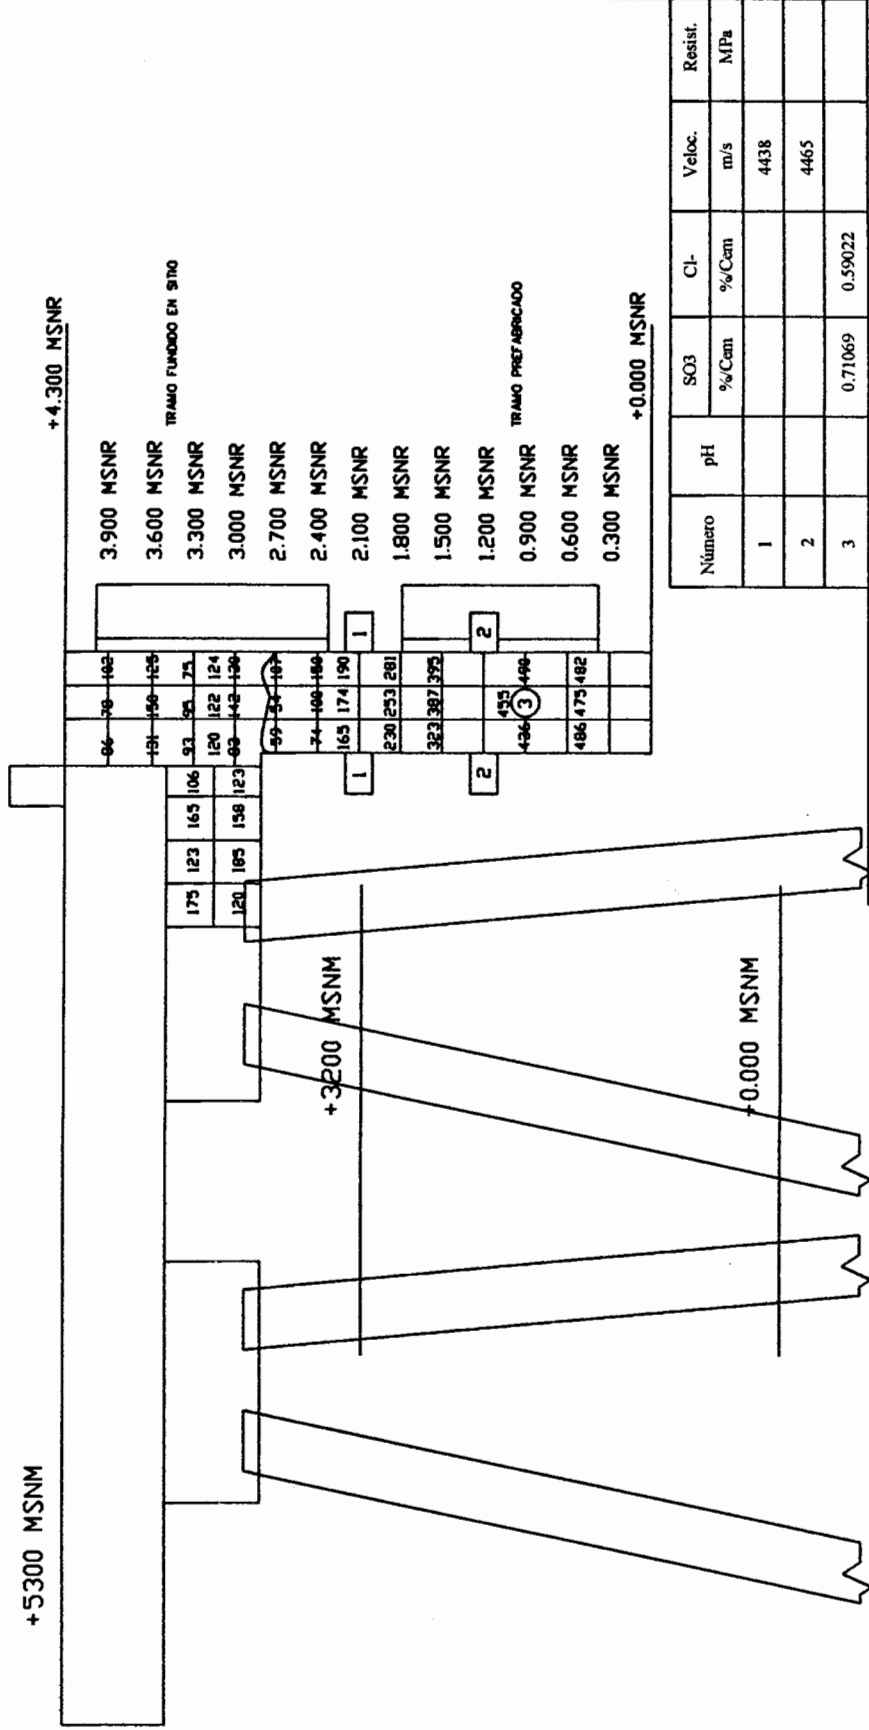 +5300 MSNM
+4.300 MSNR
3.900 MSNR
3.600 MSNR
TRAMO FUNDIDO EN SITIO
3.300 MSNR
3.000 MSNR
2.700 MSNR
2.400 MSNR
2.100 MSNR
1.800 MSNR
1.500 MSNR
1.200 MSNR
TRAMO PREFABRICADO
0.900 MSNR
0.600 MSNR
0.300 MSNR
+0.000 MSNR
86 78 102
131 150 125
93 95 75
120 122 124
83 142 130
59 54 107
74 100 150
165 174 190
230 253 281
323 387 395
455
436 490
486 475 482
175 123 165 106
120 185 158 123
1 1
2 2
3
+3200 MSNM
+0.000 MSNM
Número pH SO3 Cl- Veloc. Resist.
%/Cem %/Cem m/s MPa
1 4438
2 4465
3 0.71069 0.59022